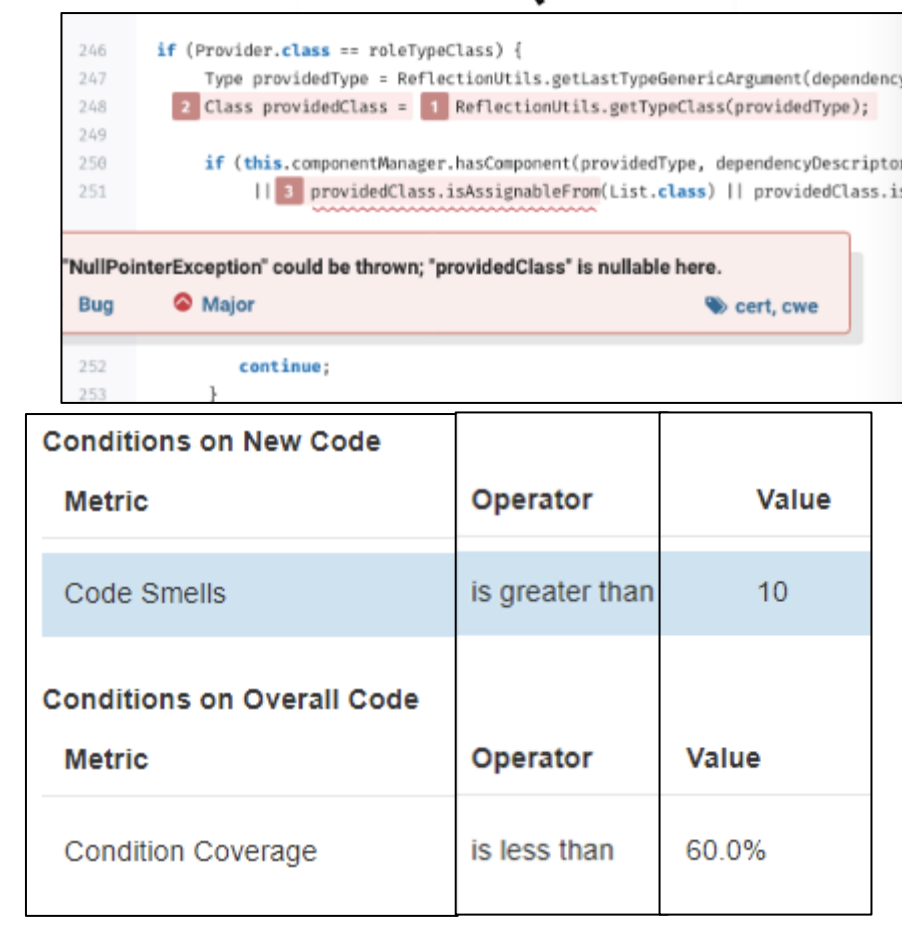 246 if (Provider.class == roleTypeClass) {
247 Type providedType = ReflectionUtils.getLastTypeGenericArgument(dependency
248 2 Class providedClass = 1 ReflectionUtils.getTypeClass(providedType);
249
250 if (this.componentManager.hasComponent(providedType, dependencyDescriptor
251 || 3 providedClass.isAssignableFrom(List.class) || providedClass.is
"NullPointerException" could be thrown; "providedClass" is nullable here.
Bug Major cert, cwe
252 continue;
253 }
Conditions on New Code
Metric Operator Value
Code Smells is greater than 10
Conditions on Overall Code
Metric Operator Value
Condition Coverage is less than 60.0%